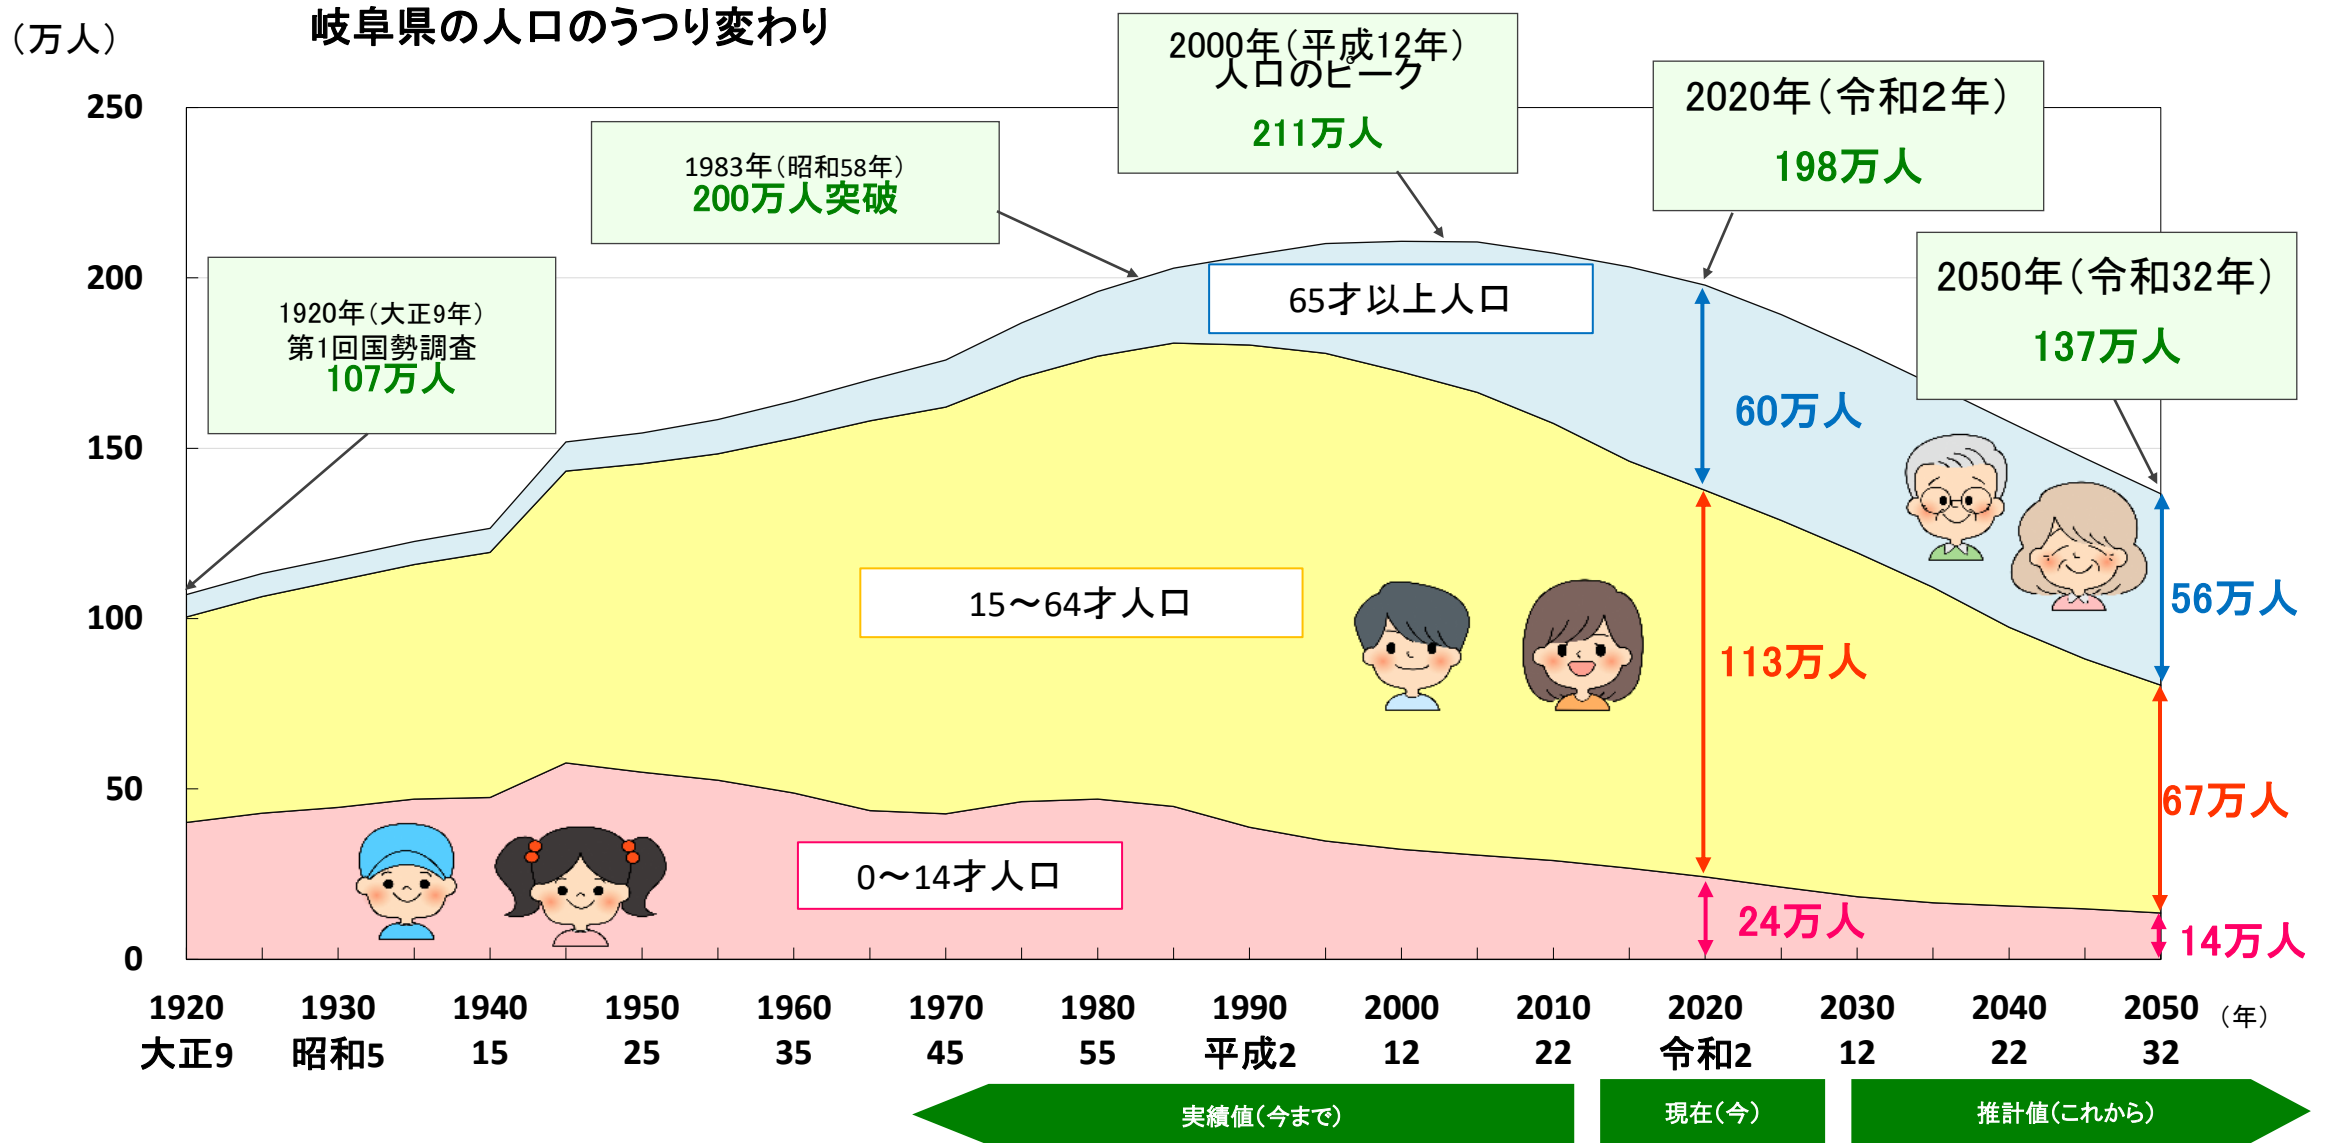 岐阜県の人口のうつり変わり
（万人）
2000年（平成12年）
人口のピーク
211万人
2020年（令和２年）
198万人
1983年（昭和58年）
200万人突破
2050年（令和32年）
137万人
1920年（大正9年）
第1回国勢調査
107万人
250
200
150
100
50
0
65才以上人口
15～64才人口
0～14才人口
60万人
113万人
24万人
56万人
67万人
14万人
1920 1930 1940 1950 1960 1970 1980 1990 2000 2010 2020 2030 2040 2050 （年）
大正9 昭和5 15 25 35 45 55 平成2 12 22 令和2 12 22 32
実績値（今まで） 現在（今） 推計値（これから）